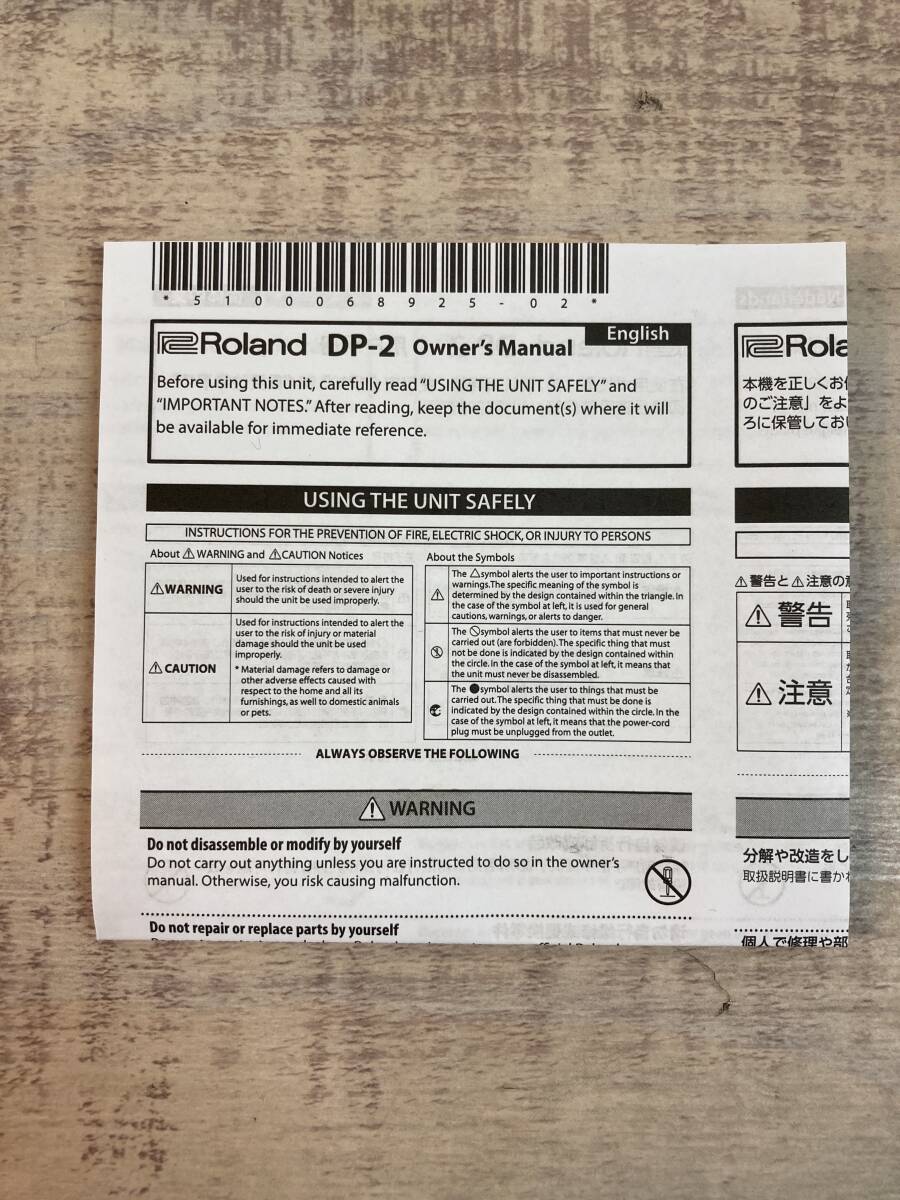 *5100068925-02*
Roland DP-2 Owner's Manual
English
Before using this unit, carefully read “USING THE UNIT SAFELY” and
“IMPORTANT NOTES.” After reading, keep the document(s) where it will
be available for immediate reference.
USING THE UNIT SAFELY
INSTRUCTIONS FOR THE PREVENTION OF FIRE, ELECTRIC SHOCK, OR INJURY TO PERSONS
About ⚠ WARNING and ⚠ CAUTION Notices
⚠WARNING
Used for instructions intended to alert the
user to the risk of death or severe injury
should the unit be used improperly.
⚠ CAUTION
Used for instructions intended to alert the
user to the risk of injury or material
damage should the unit be used
improperly.
* Material damage refers to damage or
other adverse effects caused with
respect to the home and all its
furnishings, as well to domestic animals
or pets.
About the Symbols
The △symbol alerts the user to important instructions or
warnings.The specific meaning of the symbol is
determined by the design contained within the triangle. In
the case of the symbol at left, it is used for general
cautions, warnings, or alerts to danger.
The ⃠symbol alerts the user to items that must never be
carried out (are forbidden). The specific thing that must
not be done is indicated by the design contained within
the circle. In the case of the symbol at left, it means that
the unit must never be disassembled.
The ●symbol alerts the user to things that must be
carried out. The specific thing that must be done is
indicated by the design contained within the circle. In the
case of the symbol at left, it means that the power-cord
plug must be unplugged from the outlet.
ALWAYS OBSERVE THE FOLLOWING
⚠ WARNING
Do not disassemble or modify by yourself
Do not carry out anything unless you are instructed to do so in the owner's
manual. Otherwise, you risk causing malfunction.
Do not repair or replace parts by yourself
Rola
本機を正しくお
のご注意」をよ
ろに保管してお
⚠ 警告と ⚠ 注意の
⚠ 警告
⚠ 注意
分解や改造をし
取扱説明書に書か
個人で修理や部